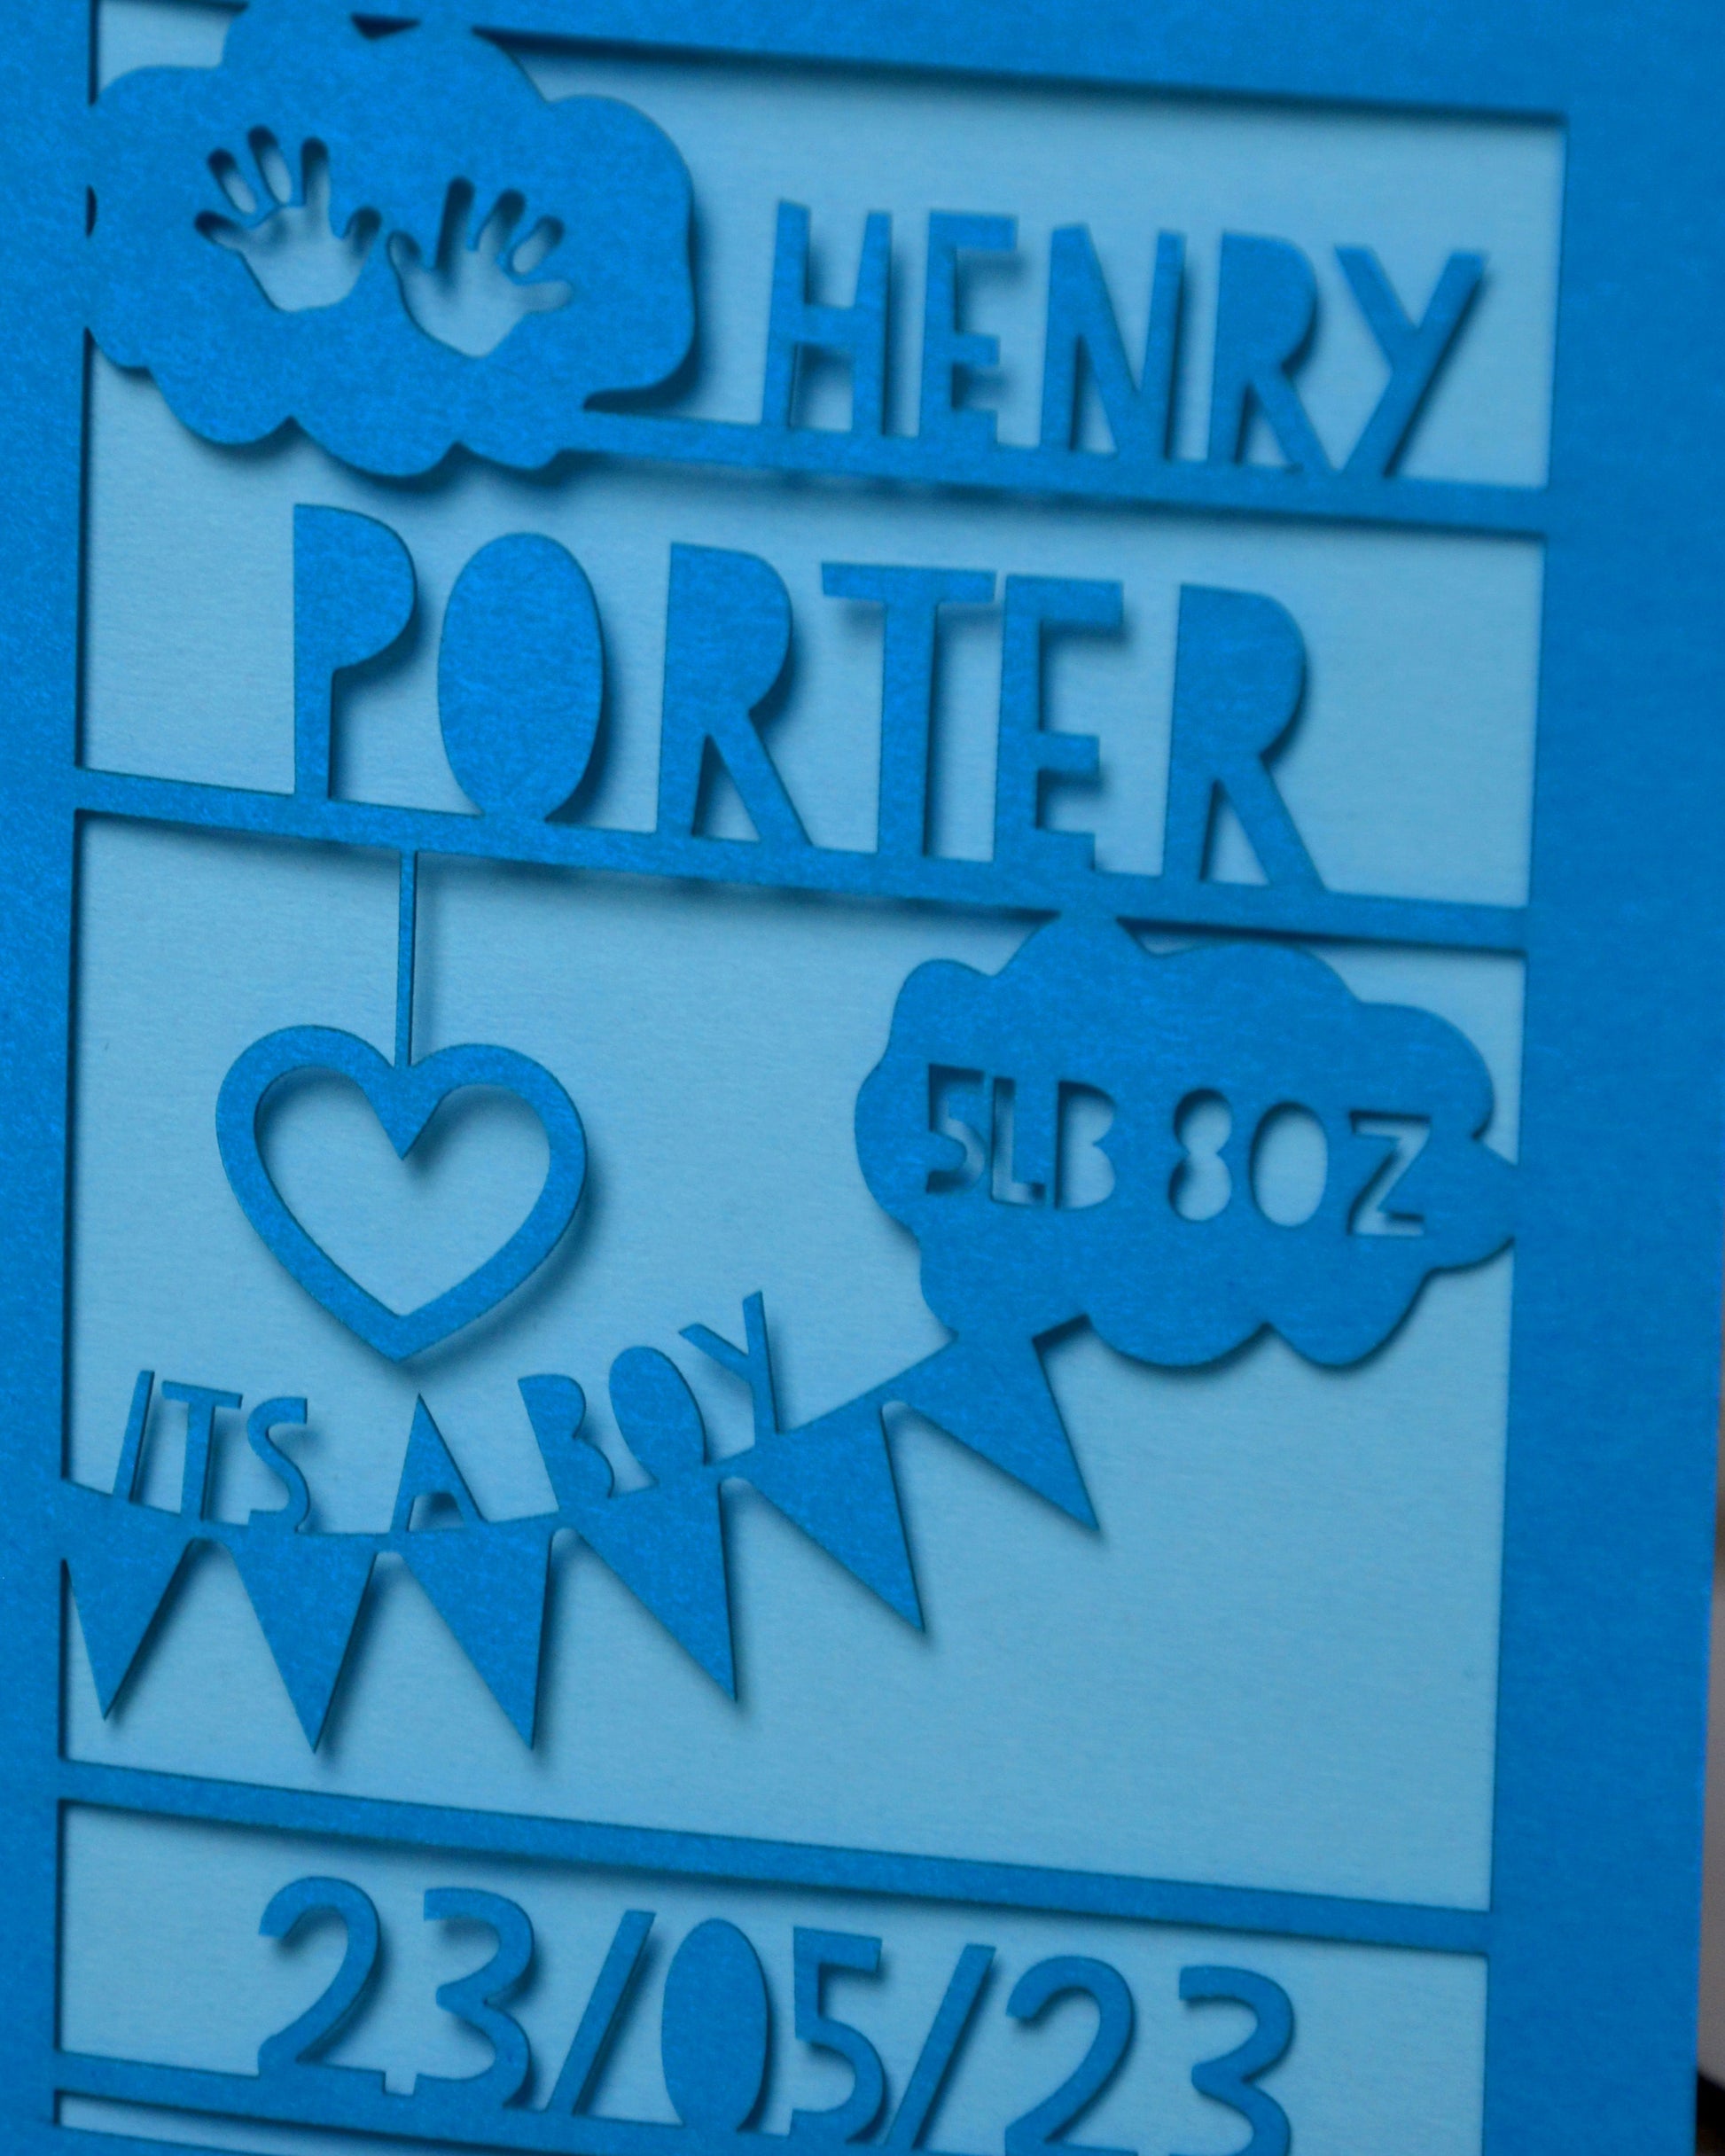 HENRY
PORTER
5LB 8OZ
ITS A BOY
23/05/23